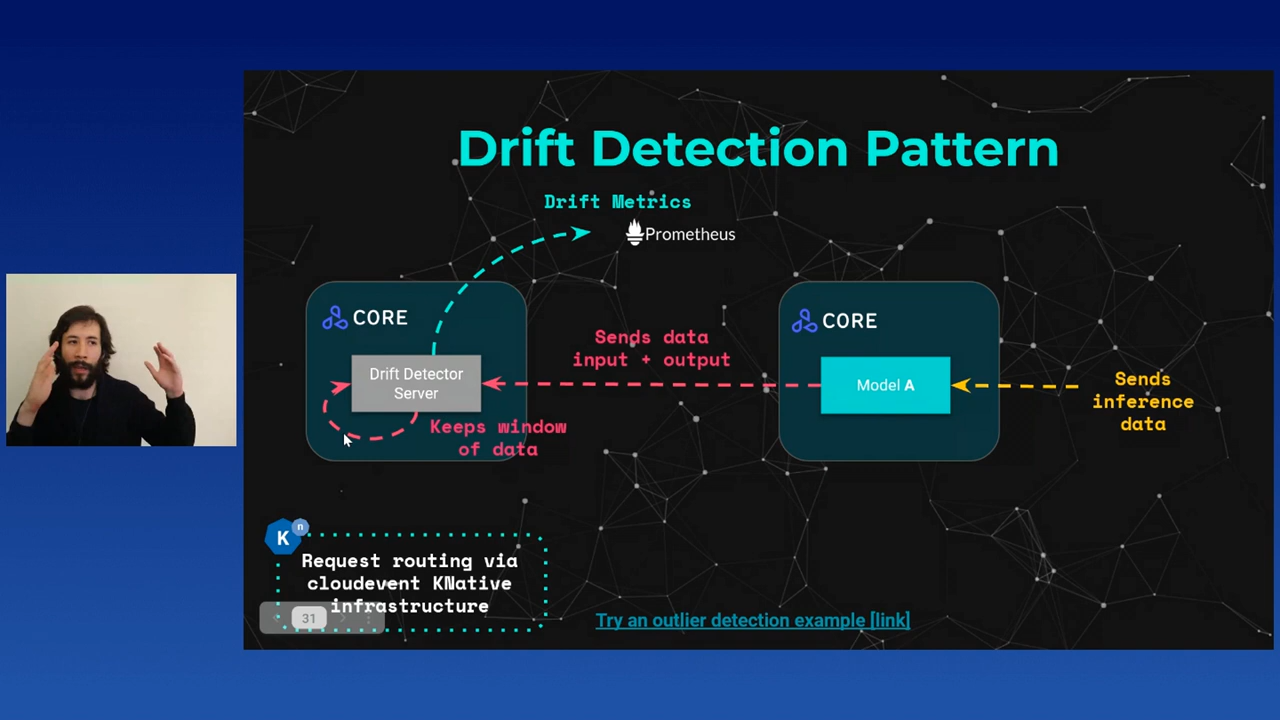 Drift Detection Pattern
Drift Metrics
Prometheus
CORE
Drift Detector
Server
Keeps window
of data
Sends data
input + output
CORE
Model A
Sends
inference
data
K
n
Request routing via
cloudevent KNative
infrastructure
31
Try an outlier detection example [link]